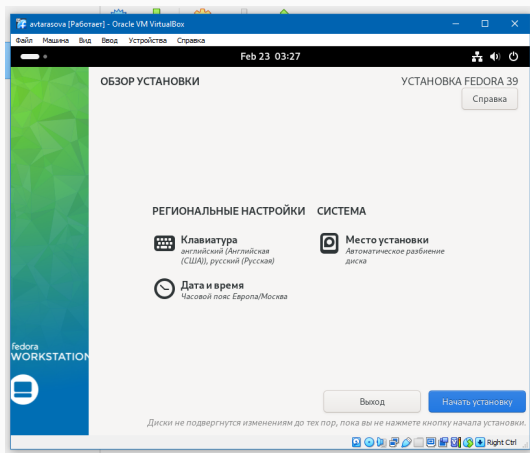 avtarasova [Работает] - Oracle VM VirtualBox
Файл Машина Вид Ввод Устройства Справка
Feb 23 03:27
ОБЗОР УСТАНОВКИ
УСТАНОВКА FEDORA 39
Справка
РЕГИОНАЛЬНЫЕ НАСТРОЙКИ
СИСТЕМА
Клавиатура
английский (Английская
(США)), русский (Русская)
Место установки
Автоматическое разбиение
диска
Дата и время
Часовой пояс Европа/Москва
fedora
WORKSTATION
Выход
Начать установку
Диски не подвергнутся изменениям до тех пор, пока вы не нажмете кнопку начала установки.
Right Ctrl